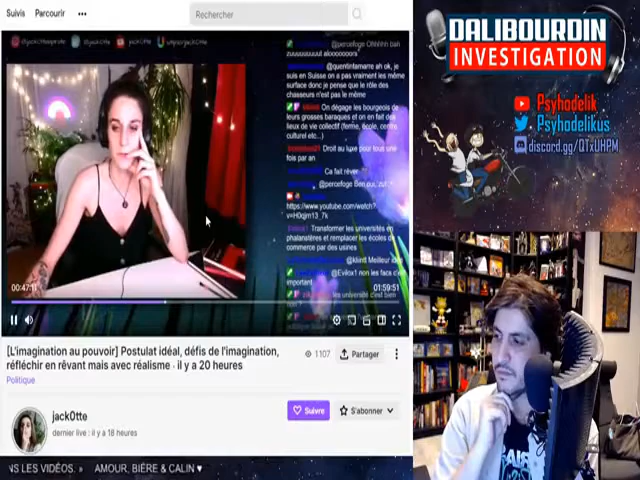 Suivis Parcourir
Rechercher
@percefoge Ohhhhh bah
@quentintamarre ah ok, je
suis en Suisse on a pas vraiment les même
surface donc je pense que le rôle des
chasseurs n'est pas le même
On dégage les bourgeois de
leurs grosses baraques et on en fait des
lieux de vie collectif (ferme, école, centre
culturel etc...)
Droit au luxe pour tous une
fois par an
Ca fait rêver
@percefoge Ben oui, zut
https://www.youtube.com/watch?
Transformer les universités en
phalanstères et remplacer les écoles de
commerce par des usines
Meilleur
non les facs c'est
important
les université c'est bien
00:47:11
01:59:51
[L'imagination au pouvoir] Postulat idéal, défis de l'imagination,
réfléchir en rêvant mais avec réalisme · il y a 20 heures
Politique
1107
Partager
jack0tte
dernier live : il y a 18 heures
Suivre
S'abonner
NS LES VIDÉOS. » AMOUR, BIÈRE & CALIN ♥
DALIBOURDIN
INVESTIGATION
Psyhodelik
Psyhodelikus
discord.gg/QTxUHPM